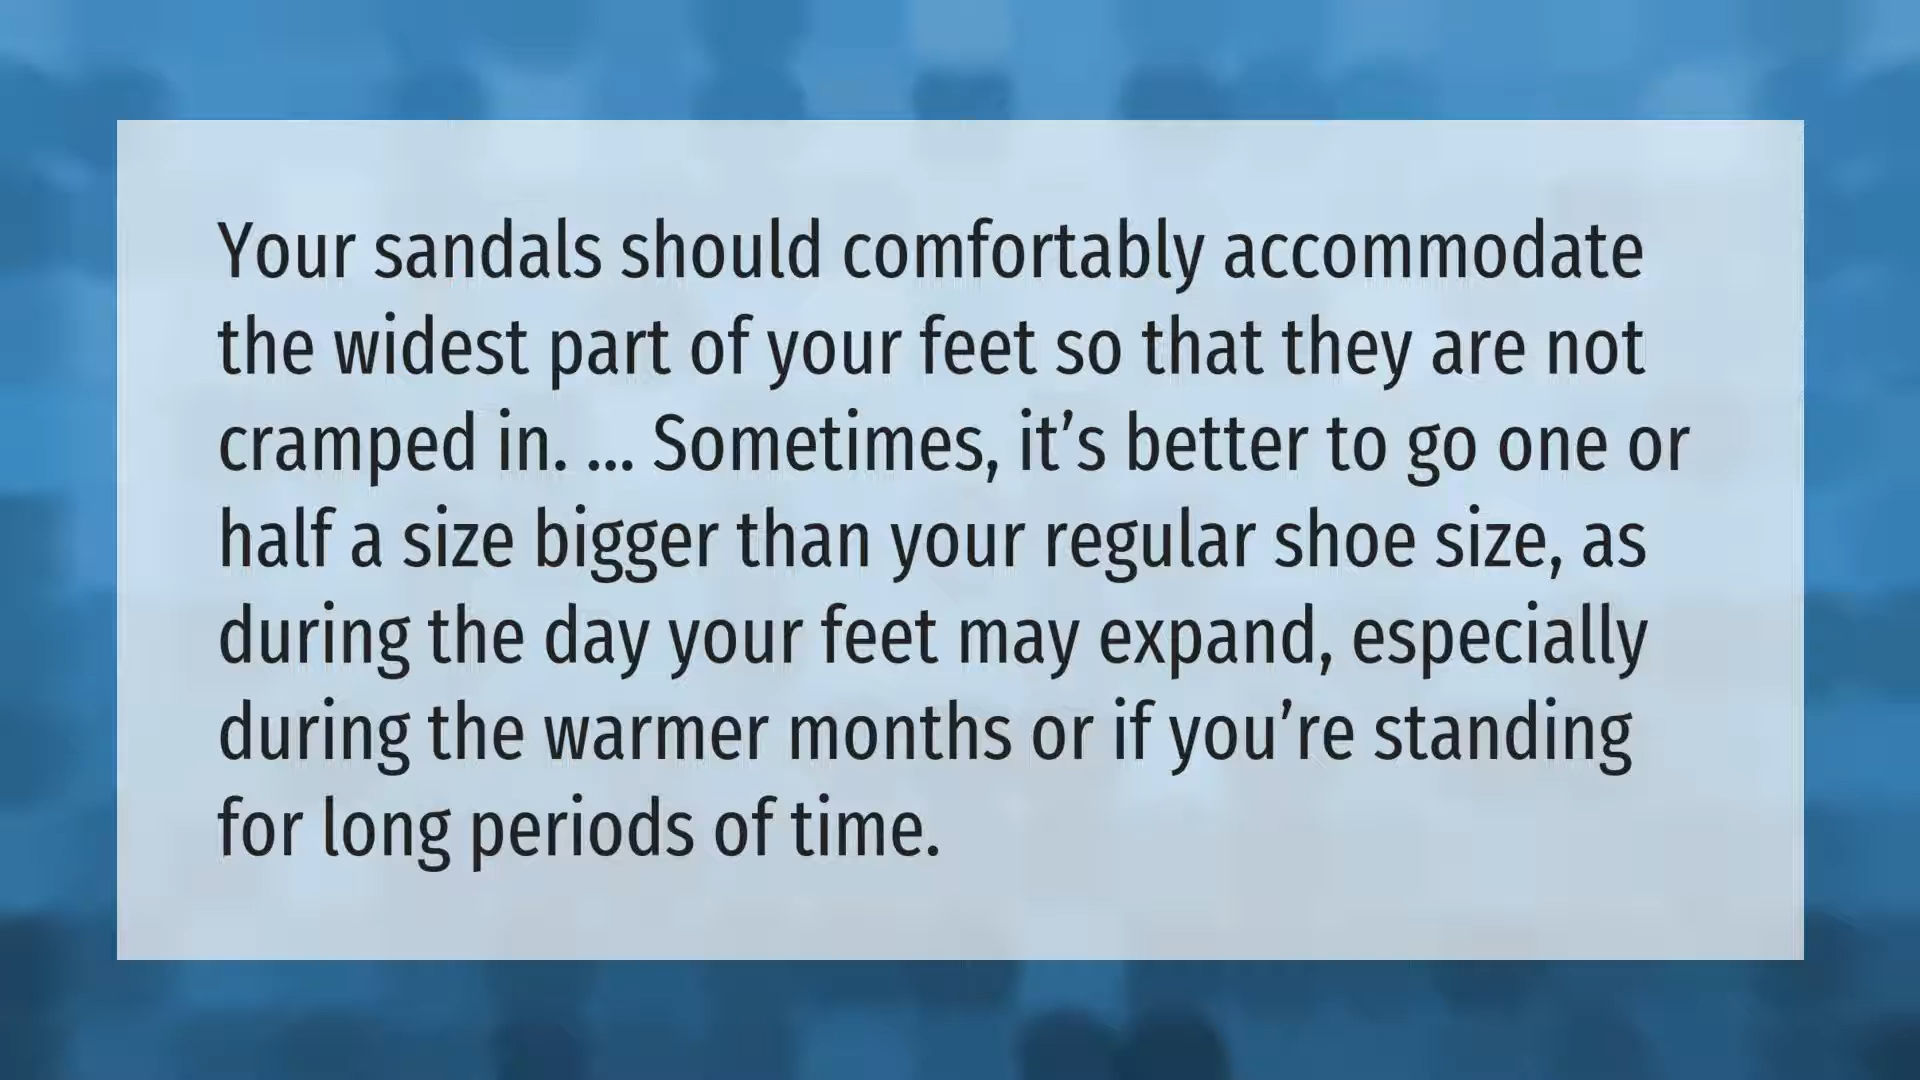 Your sandals should comfortably accommodate
the widest part of your feet so that they are not
cramped in. ... Sometimes, it’s better to go one or
half a size bigger than your regular shoe size, as
during the day your feet may expand, especially
during the warmer months or if you’re standing
for long periods of time.